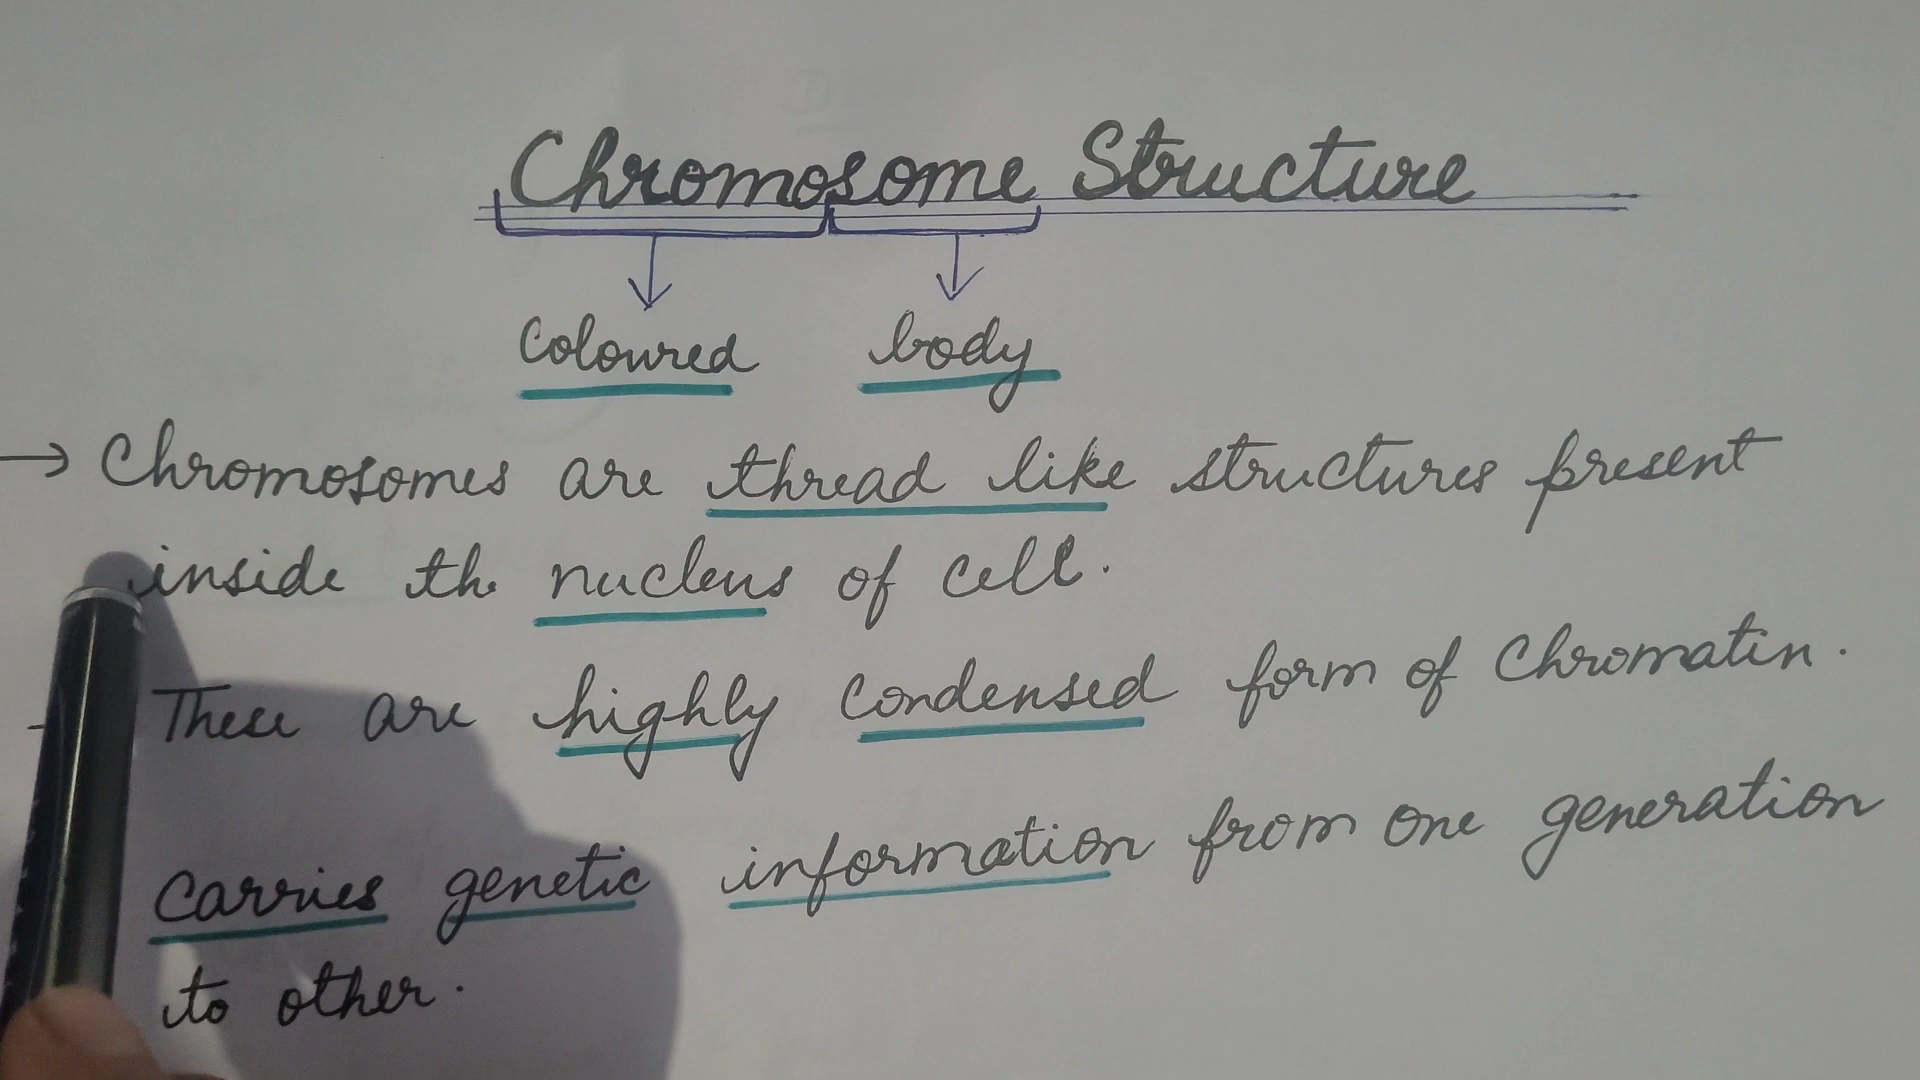 Chromosome Structure
Coloured body
→ Chromosomes are thread like structures present
inside the nucleus of cell.
These are highly Condensed form of Chromatin.
Carries genetic information from one generation
to other.